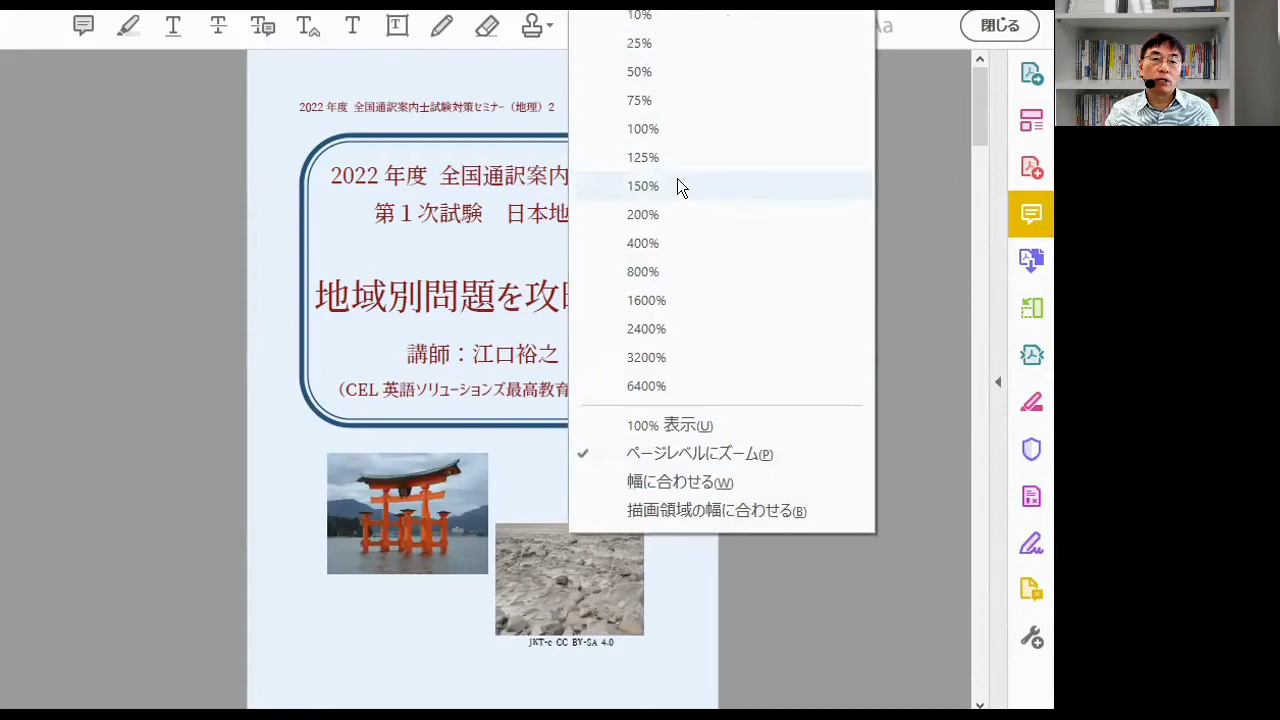 閉じる
10%
25%
50%
75%
100%
125%
150%
200%
400%
800%
1600%
2400%
3200%
6400%
100% 表示(U)
ページレベルにズーム(P)
幅に合わせる(W)
描画領域の幅に合わせる(B)
2022 年度 全国通訳案内士試験対策セミナー（地理）2
2022 年度 全国通訳案内
第１次試験 日本地
地域別問題を攻
講師：江口裕之
（CEL 英語ソリューションズ最高教育
JKT-c CC BY-SA 4.0